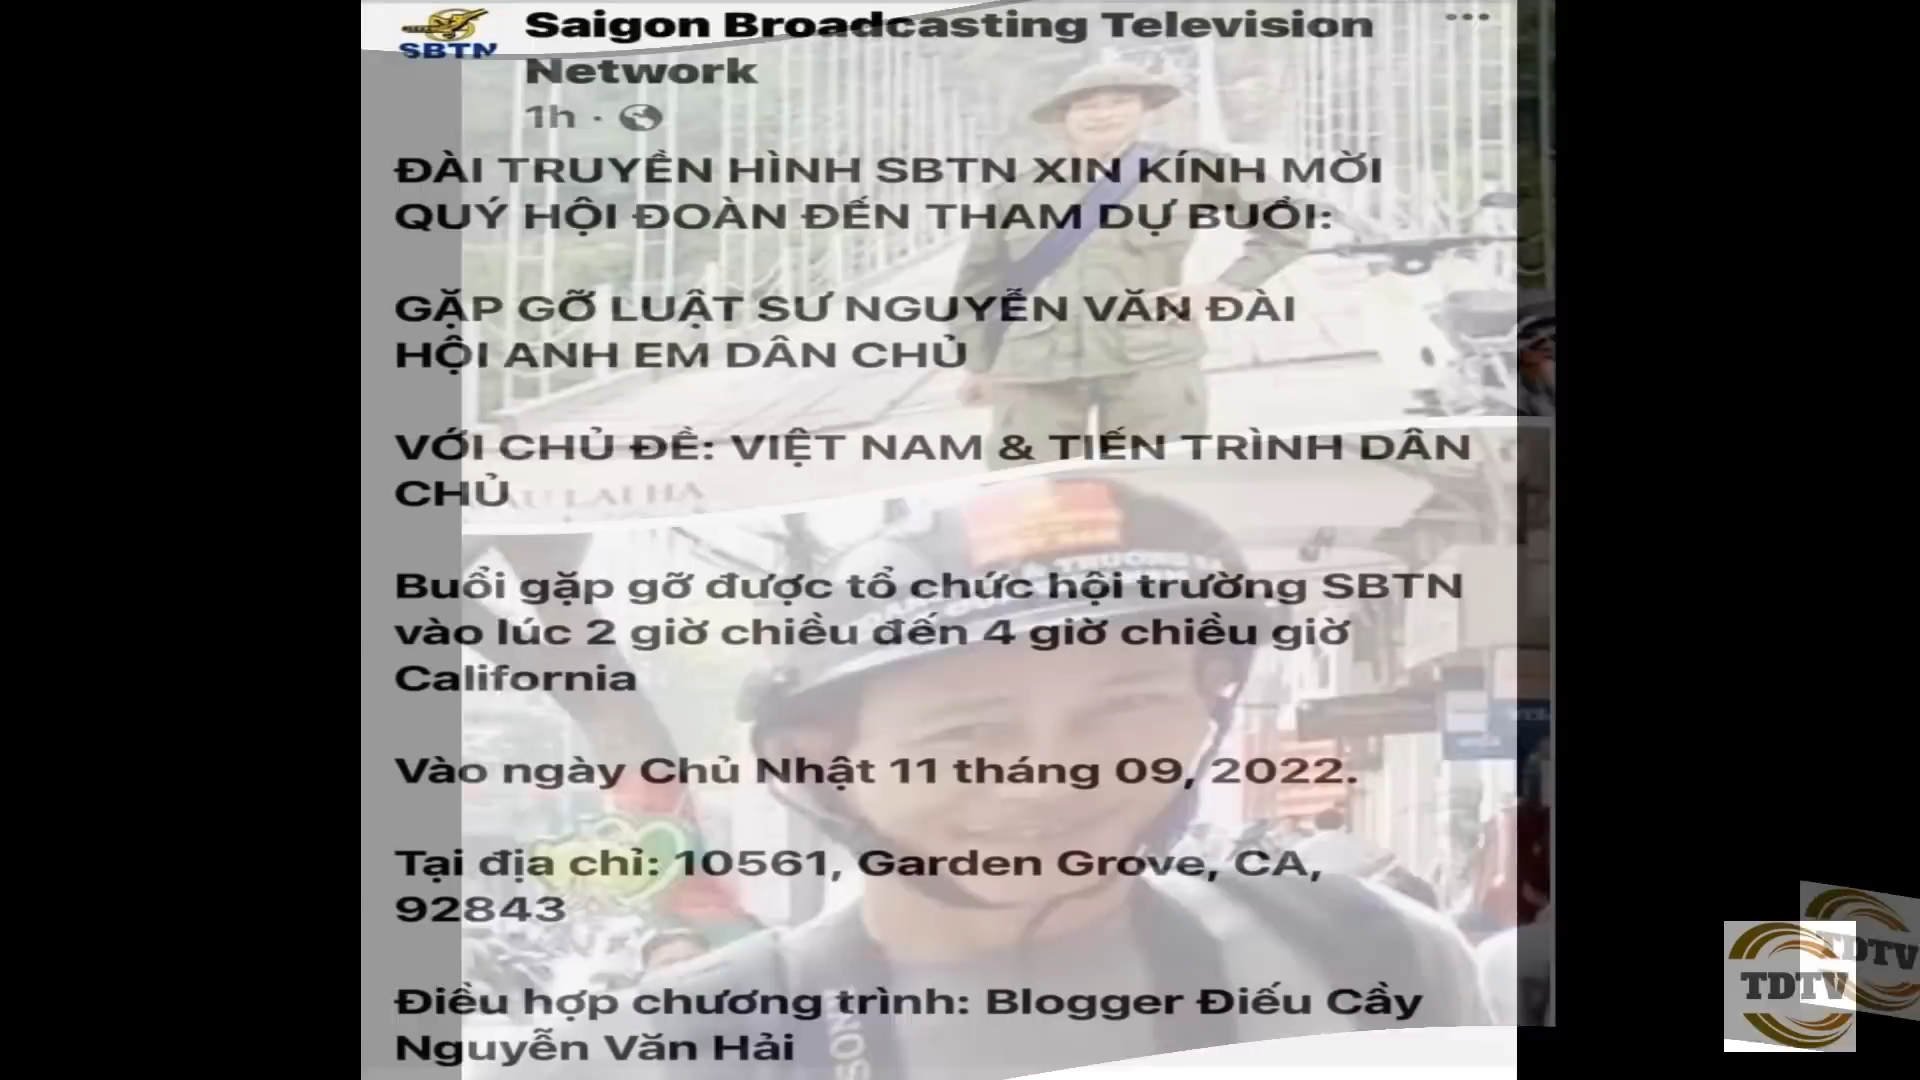 SBTN
Saigon Broadcasting Television
Network
1h ·
ĐÀI TRUYỀN HÌNH SBTN XIN KÍNH MỜI
QUÝ HỘI ĐOÀN ĐẾN THAM DỰ BUỔI:
GẶP GỠ LUẬT SƯ NGUYỄN VĂN ĐÀI
HỘI ANH EM DÂN CHỦ
VỚI CHỦ ĐỀ: VIỆT NAM & TIẾN TRÌNH DÂN
CHỦ
Buổi gặp gỡ được tổ chức hội trường SBTN
vào lúc 2 giờ chiều đến 4 giờ chiều giờ
California
Vào ngày Chủ Nhật 11 tháng 09, 2022.
Tại địa chỉ: 10561, Garden Grove, CA,
92843
Điều hợp chương trình: Blogger Điếu Cầy
Nguyễn Văn Hải
TDTV
TDTV